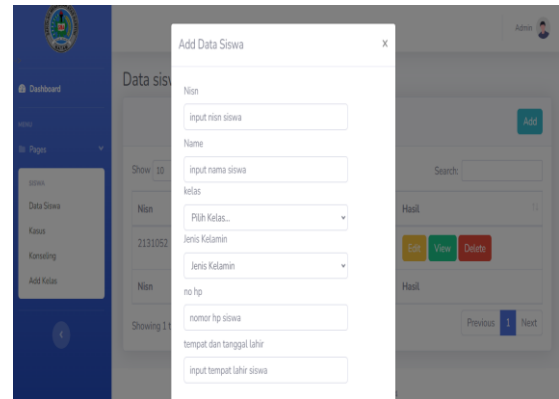 Admin
Dashboard
MENU
Pages
SISWA
Data Siswa
Kasus
Konseling
Add Kelas
Data sisw
Add
Show 10
Search:
Nisn
Hasil
2131052
Edit View Delete
Nisn
Hasil
Showing 1 t
Previous 1 Next
Add Data Siswa X
Nisn
input nisn siswa
Name
input nama siswa
kelas
Pilih Kelas...
Jenis Kelamin
Jenis Kelamin
no hp
nomor hp siswa
tempat dan tanggal lahir
input tempat lahir siswa